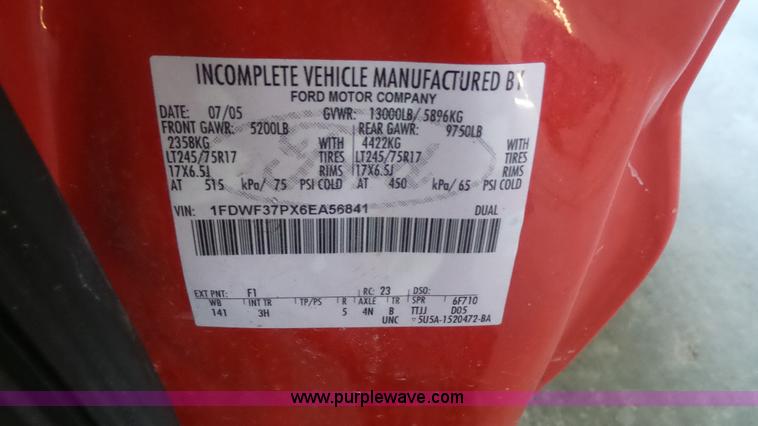 INCOMPLETE VEHICLE MANUFACTURED BY
FORD MOTOR COMPANY
DATE: 07/05 GVWR: 13000LB/ 5896KG
FRONT GAWR: 5200LB REAR GAWR: 9750LB
2358KG WITH 4422KG WITH
LT245/75R17 TIRES LT245/75R17 TIRES
17X6.5J RIMS 17X6.5J RIMS
AT 515 kPa/ 75 PSI COLD AT 450 kPa/ 65 PSI COLD
VIN: 1FDWF37PX6EA56841 DUAL
EXT PNT: F1 RC: 23 DSO:
WB INT TR TP/PS R AXLE TR SPR 6F710
141 3H 5 4N B TTJJ D05
UNC 5U5A-1520472-BA
www.purplewave.com